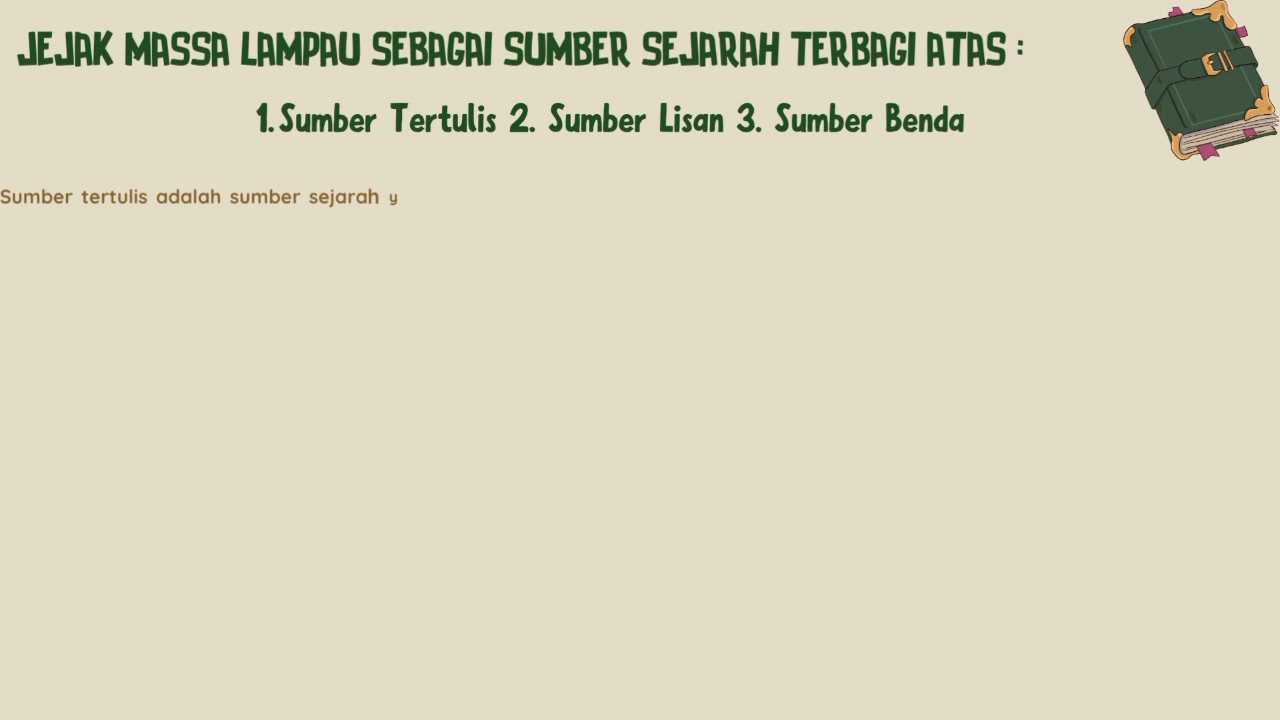 JEJAK MASSA LAMPAU SEBAGAI SUMBER SEJARAH TERBAGI ATAS :
1. Sumber Tertulis 2. Sumber Lisan 3. Sumber Benda
Sumber tertulis adalah sumber sejarah y